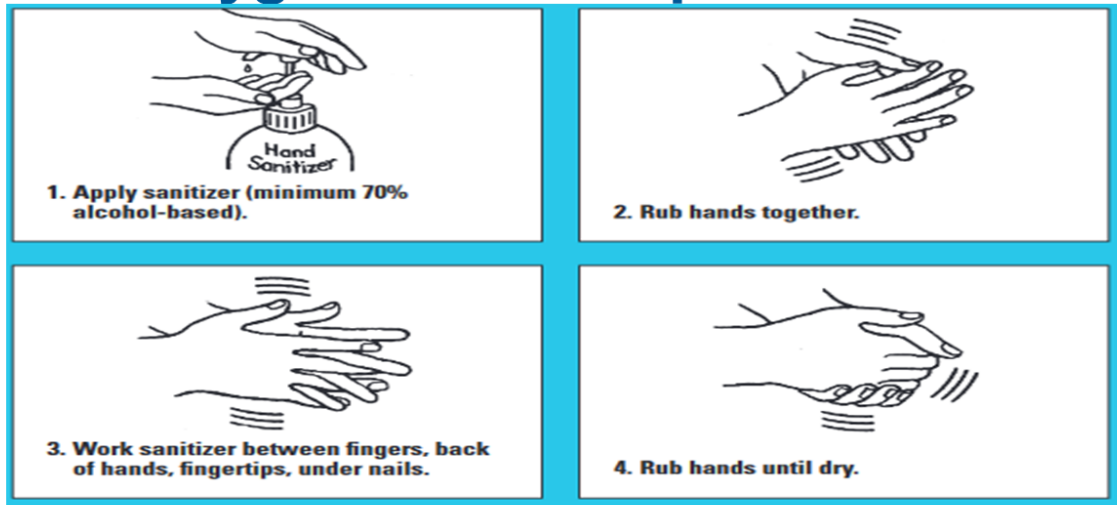 Hand
Sanitizer
1. Apply sanitizer (minimum 70%
alcohol-based).
2. Rub hands together.
3. Work sanitizer between fingers, back
of hands, fingertips, under nails.
4. Rub hands until dry.